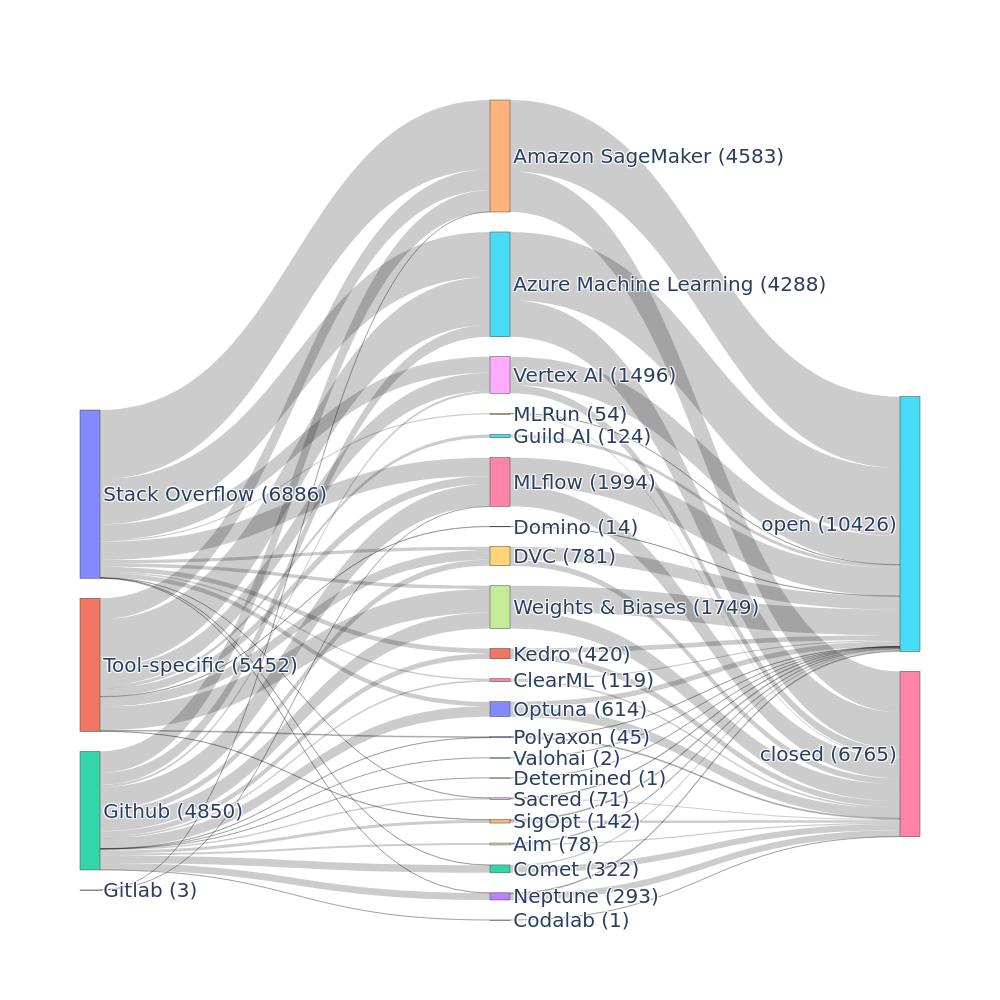 Stack Overflow (6886)
Tool-specific (5452)
Github (4850)
Gitlab (3)
Amazon SageMaker (4583)
Azure Machine Learning (4288)
Vertex AI (1496)
MLRun (54)
Guild AI (124)
MLflow (1994)
Domino (14)
DVC (781)
Weights & Biases (1749)
Kedro (420)
ClearML (119)
Optuna (614)
Polyaxon (45)
Valohai (2)
Determined (1)
Sacred (71)
SigOpt (142)
Aim (78)
Comet (322)
Neptune (293)
Codalab (1)
open (10426)
closed (6765)